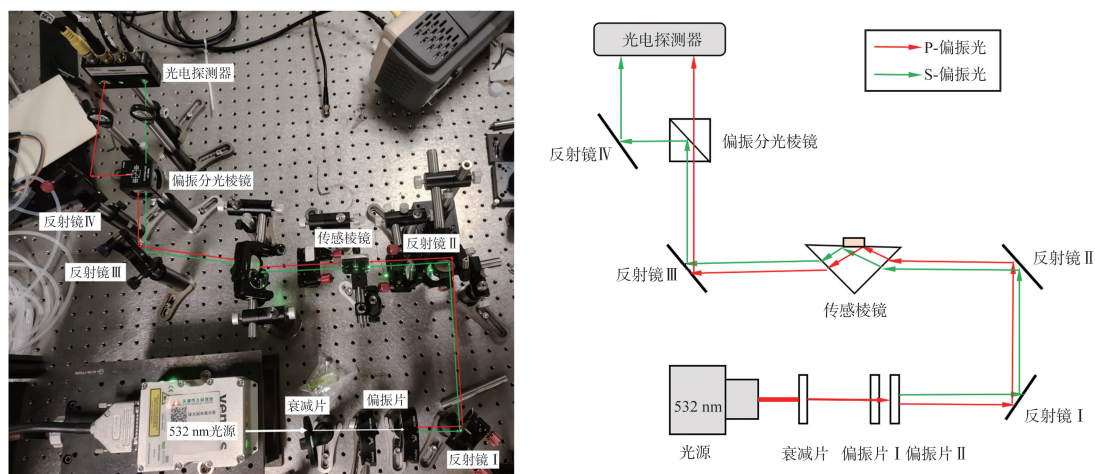 光电探测器
偏振分光棱镜
反射镜Ⅳ
反射镜Ⅲ
传感棱镜
反射镜Ⅱ
衰减片
偏振片
532 nm光源
反射镜Ⅰ
光电探测器
P-偏振光
S-偏振光
偏振分光棱镜
反射镜Ⅳ
反射镜Ⅲ
反射镜Ⅱ
传感棱镜
532 nm
反射镜Ⅰ
光源
衰减片
偏振片Ⅰ
偏振片Ⅱ